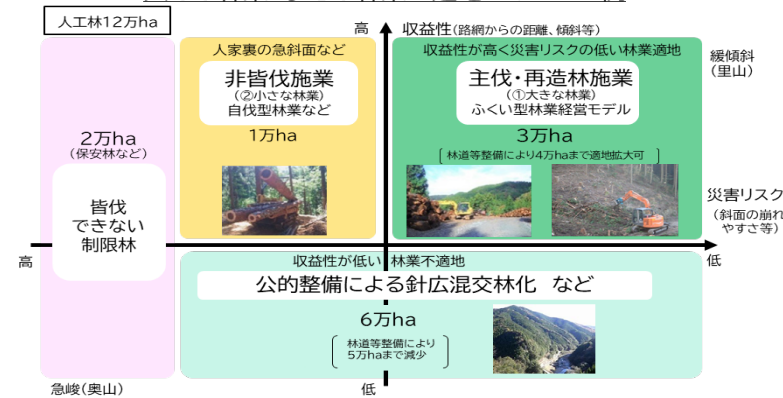 人工林12万ha
高
収益性(路網からの距離、傾斜等)
人家裏の急斜面など
収益性が高く災害リスクの低い林業適地
緩傾斜
(里山)
非皆伐施業
(②小さな林業)
自伐型林業など
主伐・再造林施業
(①大きな林業)
ふくい型林業経営モデル
2万ha
(保安林など)
1万ha
3万ha
林道等整備により4万haまで適地拡大可
皆伐
できない
制限林
災害リスク
(斜面の崩れ
やすさ等)
高
低
収益性が低い 林業不適地
公的整備による針広混交林化 など
6万ha
林道等整備により
5万haまで減少
急峻(奥山)
低